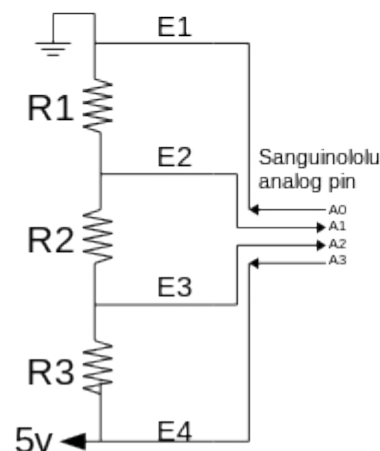 E1
R1
E2
Sanguinololu
analog pin
A0
A1
R2
A2
A3
E3
R3
E4
5v